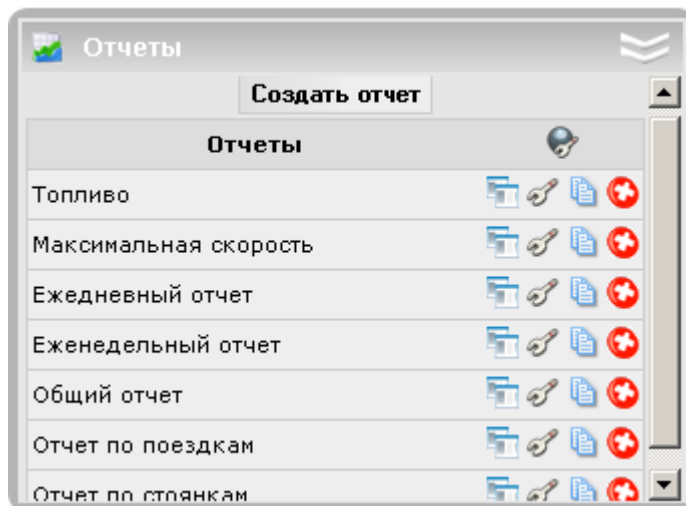 Отчеты
Создать отчет
Отчеты
Топливо
Максимальная скорость
Ежедневный отчет
Еженедельный отчет
Общий отчет
Отчет по поездкам
Отчет по стоянкам